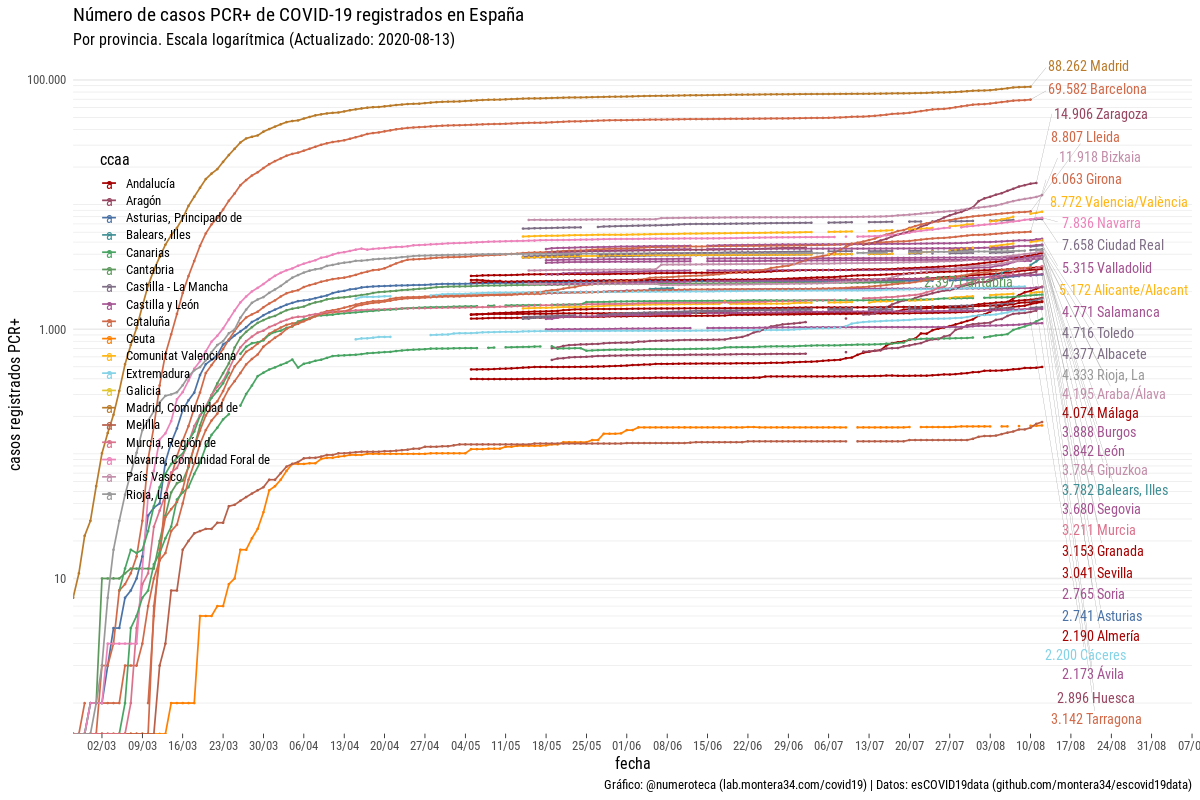 Número de casos PCR+ de COVID-19 registrados en España
Por provincia. Escala logarítmica (Actualizado: 2020-08-13)
100.000
1.000
10
casos registrados PCR+
ccaa
Andalucía
Aragón
Asturias, Principado de
Balears, Illes
Canarias
Cantabria
Castilla - La Mancha
Castilla y León
Cataluña
Ceuta
Comunitat Valenciana
Extremadura
Galicia
Madrid, Comunidad de
Melilla
Murcia, Región de
Navarra, Comunidad Foral de
País Vasco
Rioja, La
88.262 Madrid
69.582 Barcelona
14.906 Zaragoza
8.807 Lleida
11.918 Bizkaia
6.063 Girona
8.772 Valencia/València
7.836 Navarra
7.658 Ciudad Real
5.315 Valladolid
2.397 Cantabria
5.172 Alicante/Alacant
4.771 Salamanca
4.716 Toledo
4.377 Albacete
4.333 Rioja, La
4.195 Araba/Álava
4.074 Málaga
3.888 Burgos
3.842 León
3.784 Gipuzkoa
3.782 Balears, Illes
3.680 Segovia
3.211 Murcia
3.153 Granada
3.041 Sevilla
2.765 Soria
2.741 Asturias
2.190 Almería
2.200 Cáceres
2.173 Ávila
2.896 Huesca
3.142 Tarragona
02/03 09/03 16/03 23/03 30/03 06/04 13/04 20/04 27/04 04/05 11/05 18/05 25/05 01/06 08/06 15/06 22/06 29/06 06/07 13/07 20/07 27/07 03/08 10/08 17/08 24/08 31/08 07/0
fecha
Gráfico: @numeroteca (lab.montera34.com/covid19) | Datos: esCOVID19data (github.com/montera34/escovid19data)